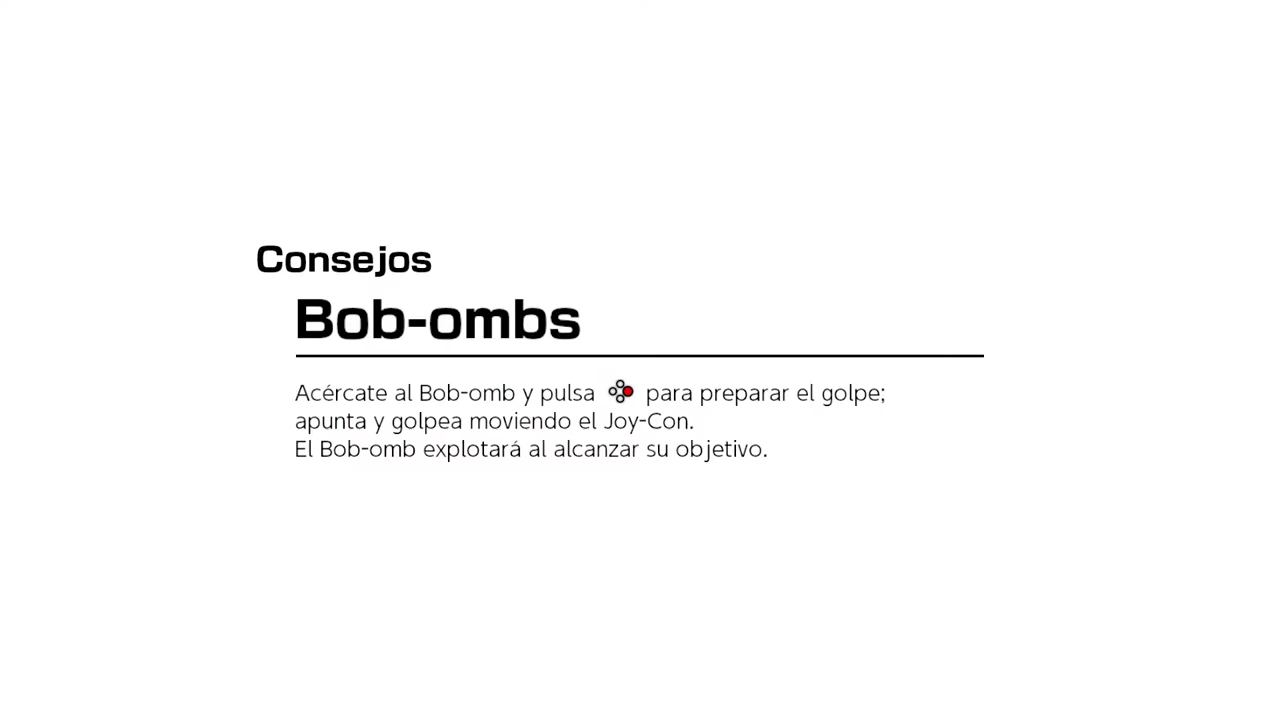 Consejos
Bob-ombs
Acércate al Bob-omb y pulsa para preparar el golpe;
apunta y golpea moviendo el Joy-Con.
El Bob-omb explotará al alcanzar su objetivo.